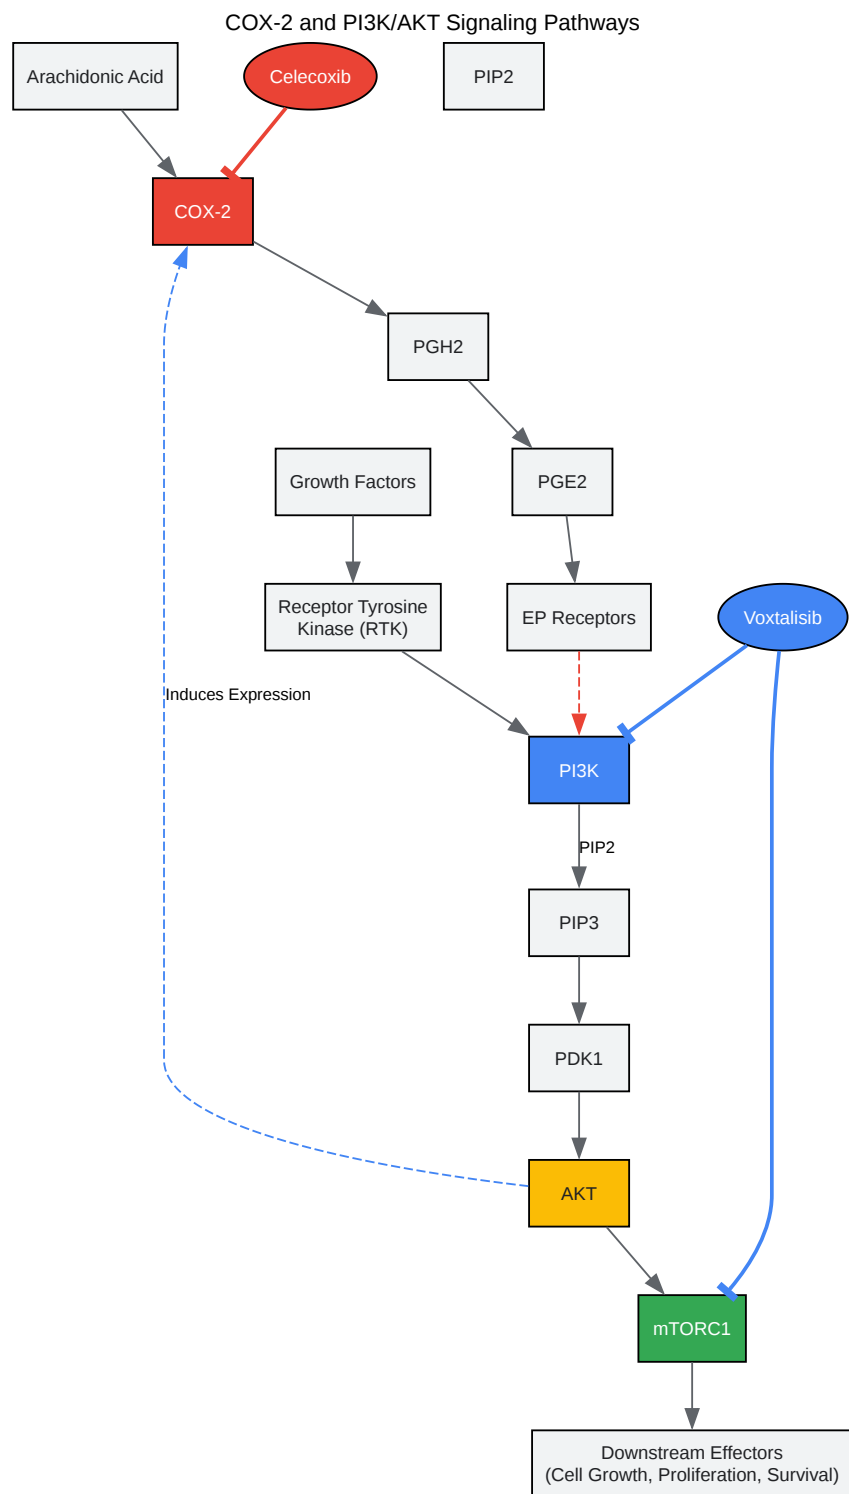 COX-2 and PI3K/AKT Signaling Pathways
Arachidonic Acid
Celecoxib
PIP2
COX-2
PGH2
Growth Factors
PGE2
Receptor Tyrosine
Kinase (RTK)
EP Receptors
Voxtalisib
Induces Expression
PI3K
PIP2
PIP3
PDK1
AKT
mTORC1
Downstream Effectors
(Cell Growth, Proliferation, Survival)